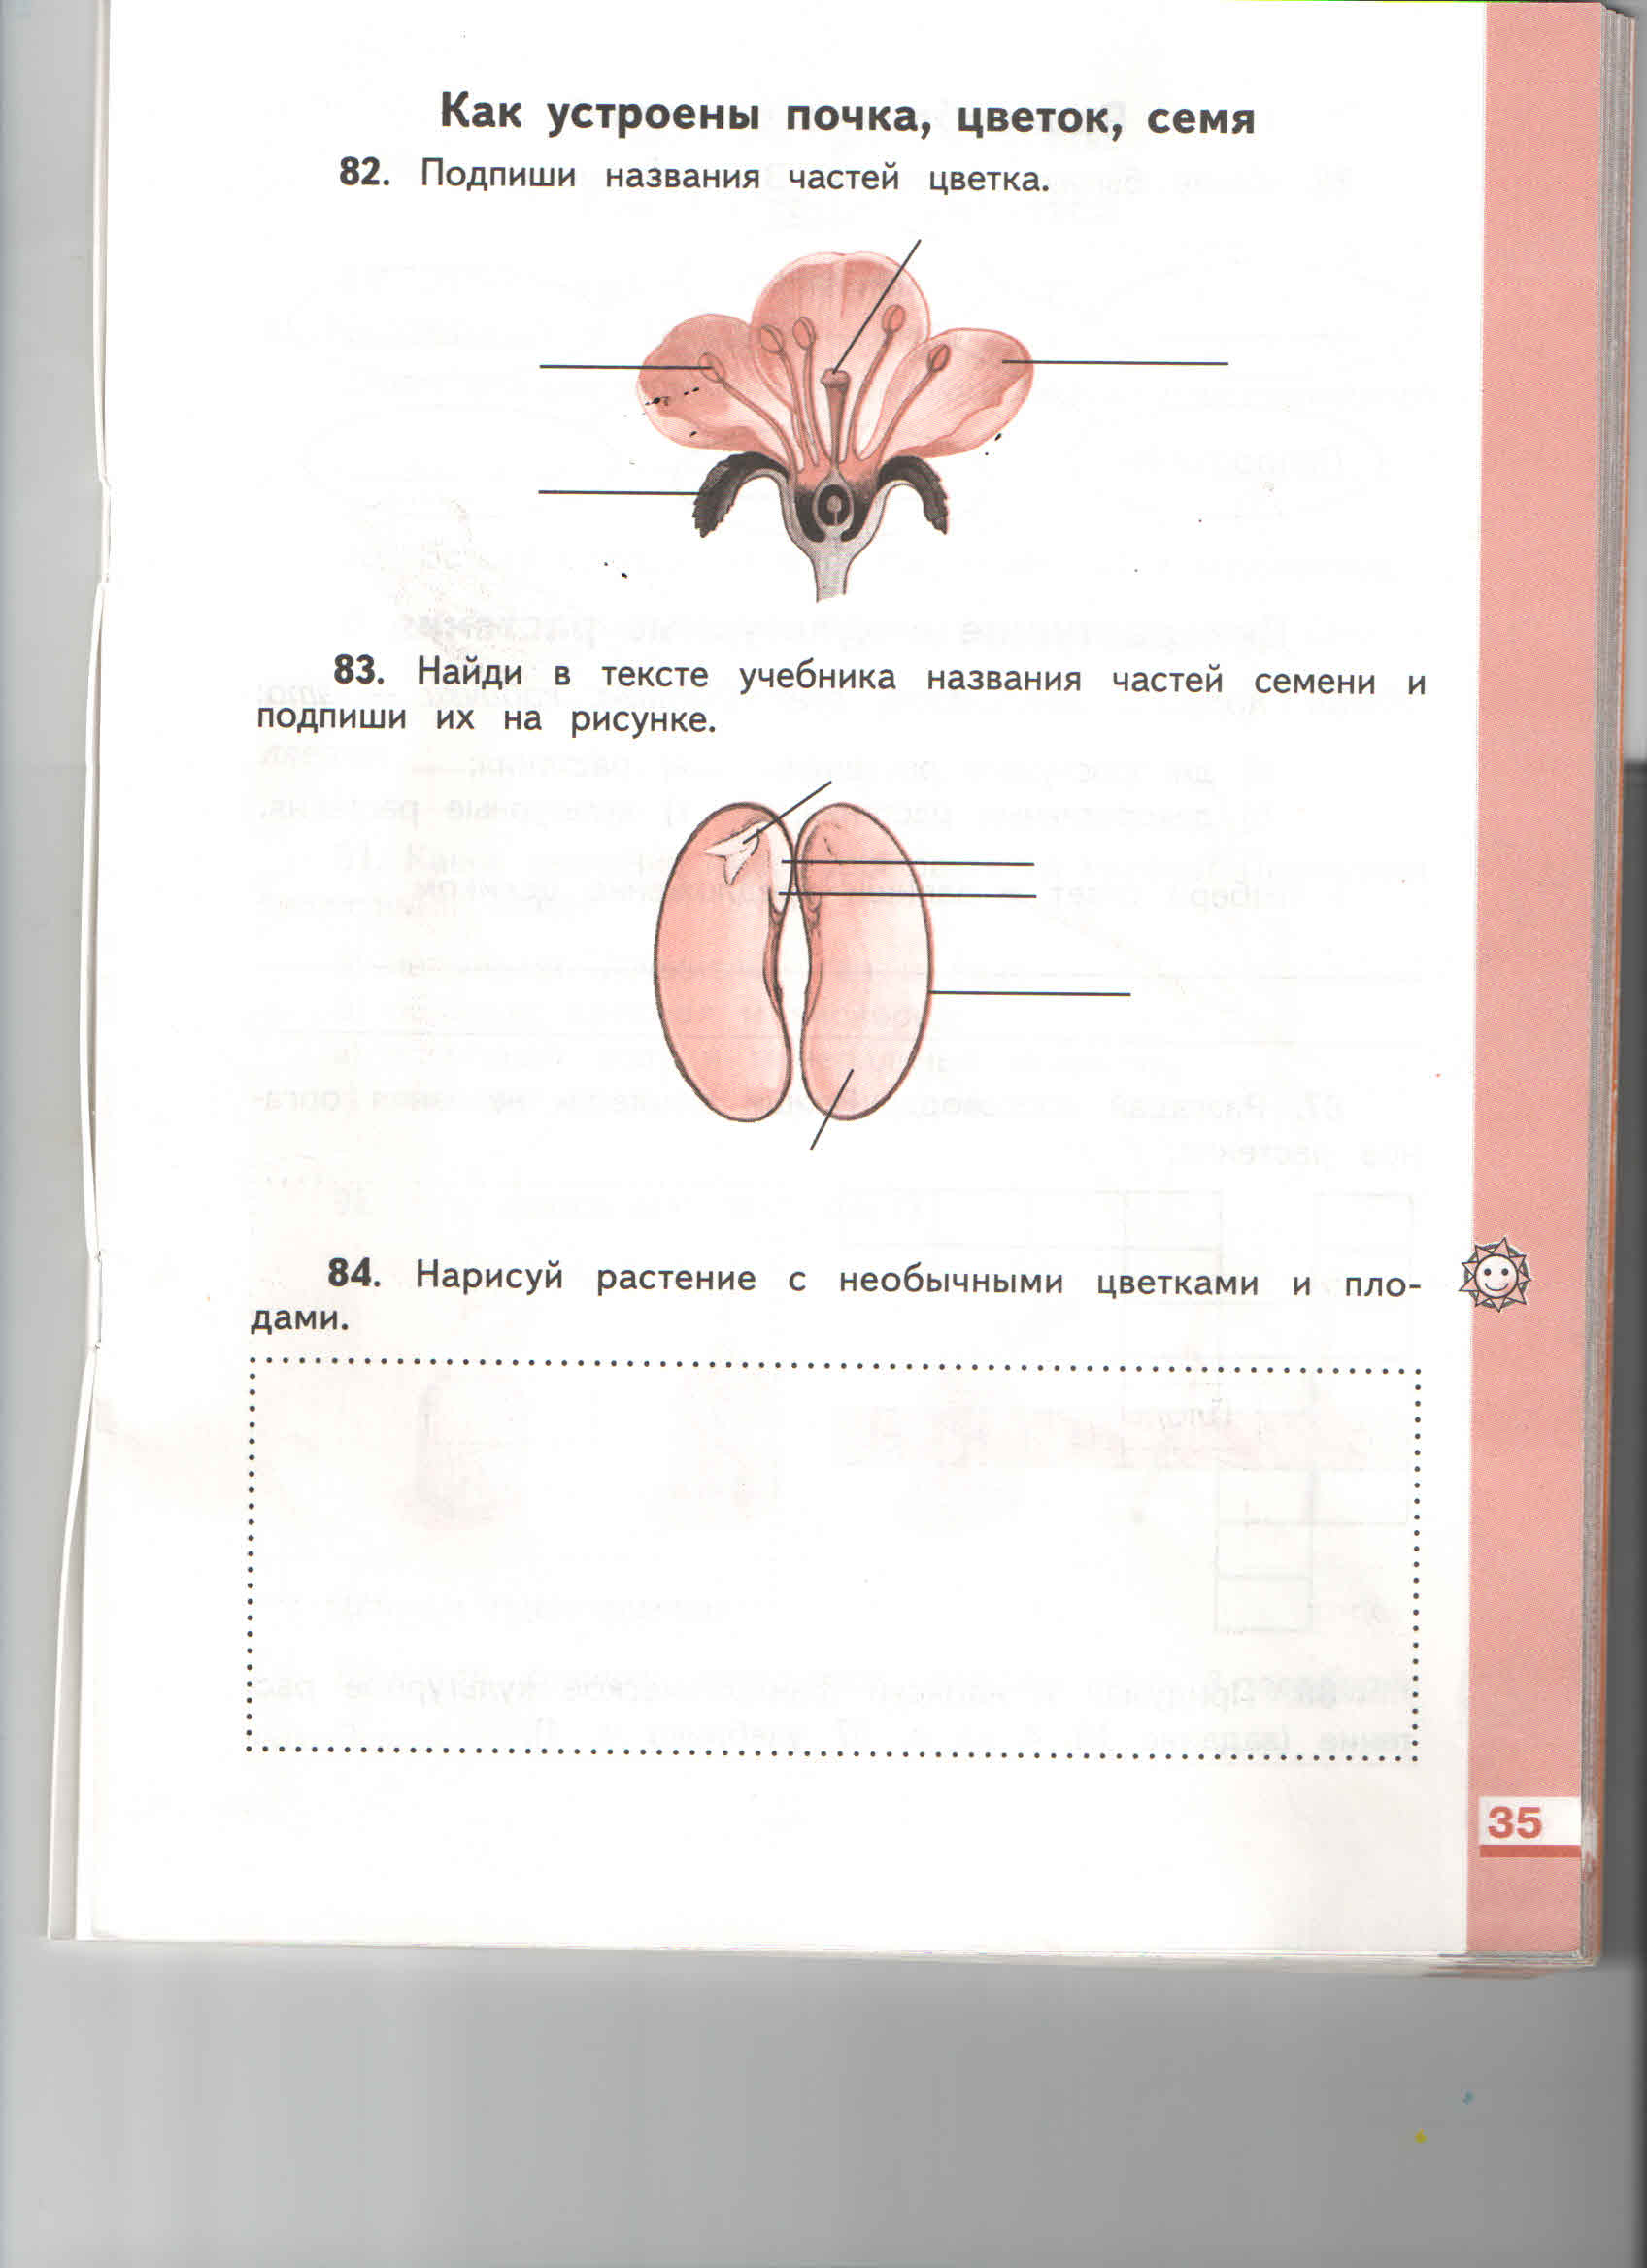 Как устроены почка, цветок, семя
82. Подпиши названия частей цветка.
83. Найди в тексте учебника названия частей семени и
подпиши их на рисунке.
84. Нарисуй растение с необычными цветками и пло-
дами.
35